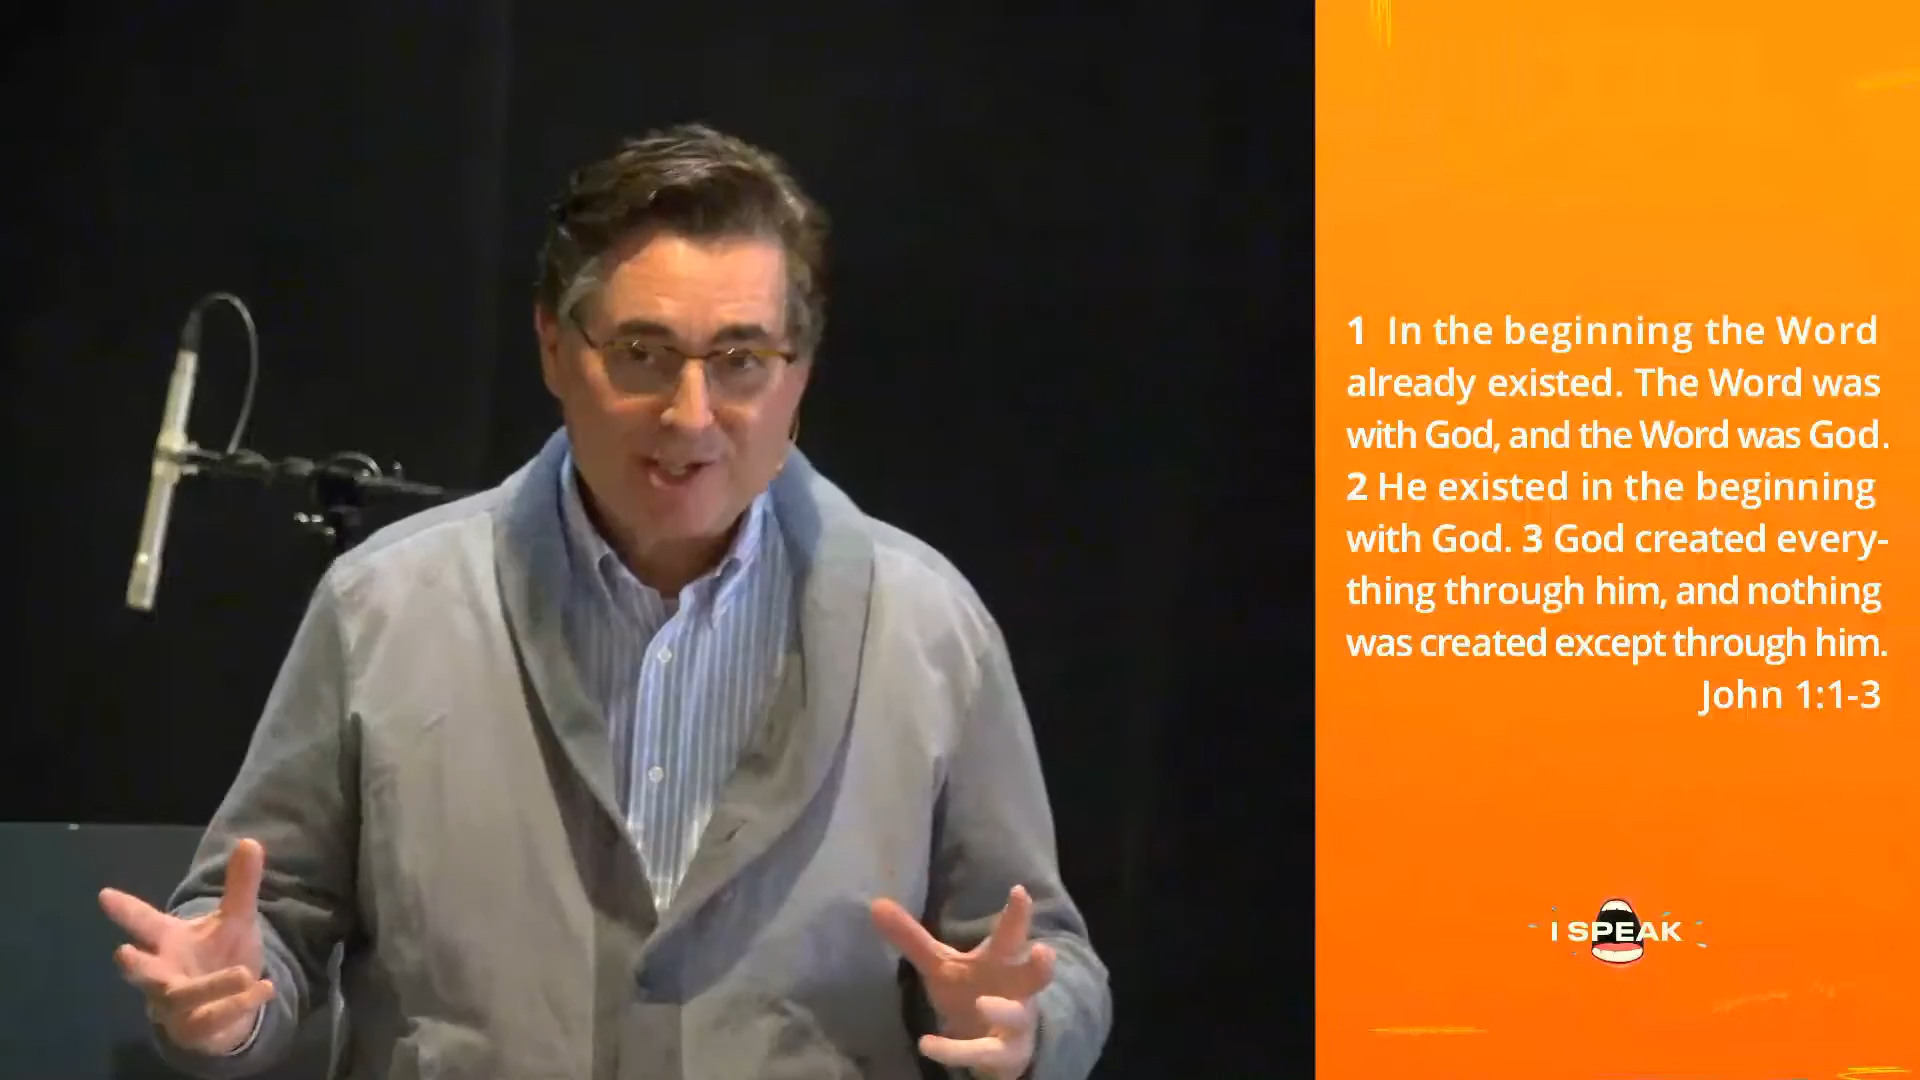 1 In the beginning the Word
already existed. The Word was
with God, and the Word was God.
2 He existed in the beginning
with God. 3 God created every-
thing through him, and nothing
was created except through him.
John 1:1-3
I SPEAK